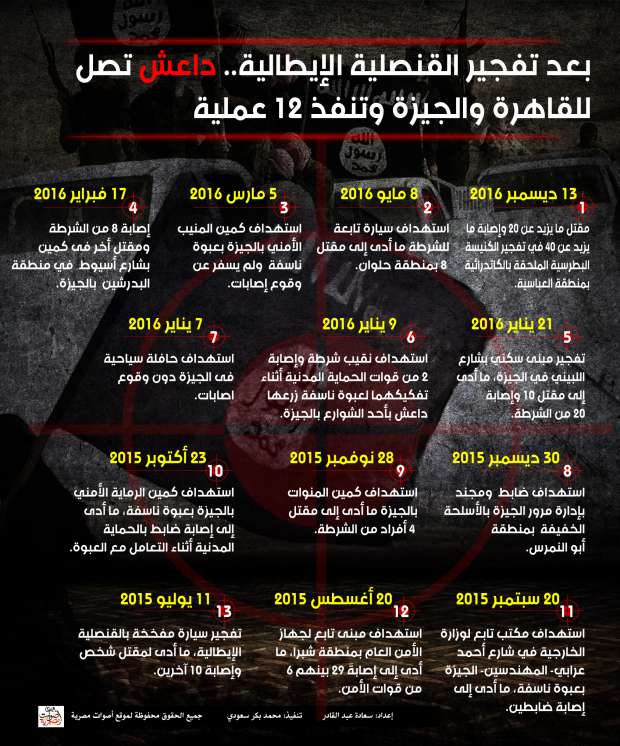 بعد تفجير القنصلية الإيطالية.. داعش تصل
للقاهرة والجيزة وتنفذ 12 عملية
13 ديسمبر 2016
1
مقتل ما يزيد عن 20 وإصابة ما
يزيد عن 40 في تفجير الكنيسة
البطرسية الملحقة بالكاتدرائية
بمنطقة العباسية.
8 مايو 2016
2
استهداف سيارة تابعة
للشرطة ما أدى إلى مقتل
8 بمنطقة حلوان.
5 مارس 2016
3
استهداف كمين المنيب
الأمني بالجيزة بعبوة
ناسفة ولم يسفر عن
وقوع إصابات.
17 فبراير 2016
4
إصابة 8 من الشرطة
ومقتل أخر في كمين
بشارع أسيوط في منطقة
البدرشين بالجيزة.
21 يناير 2016
5
تفجير مبنى سكني بشارع
اللبيني في الجيزة، ما أدى
إلى مقتل 10 وإصابة
20 من الشرطة.
9 يناير 2016
6
استهداف نقيب شرطة وإصابة
2 من قوات الحماية المدنية أثناء
تفكيكهما لعبوة ناسفة زرعها
داعش بأحد الشوارع بالجيزة.
7 يناير 2016
7
استهداف حافلة سياحية
فى الجيزة دون وقوع
اصابات.
30 ديسمبر 2015
8
استهداف ضابط ومجند
بإدارة مرور الجيزة بالأسلحة
الخفيفة بمنطقة
أبو النمرس.
28 نوفمبر 2015
9
استهداف كمين المنوات
بالجيزة ما أدى إلى مقتل
4 أفراد من الشرطة.
23 أكتوبر 2015
10
استهداف كمين الرماية الأمني
بالجيزة بعبوة ناسفة، ما أدى
إلى إصابة ضابط بالحماية
المدنية أثناء التعامل مع العبوة.
20 سبتمبر 2015
11
استهداف مكتب تابع لوزارة
الخارجية في شارع أحمد
عرابي- المهندسين- الجيزة
بعبوة ناسفة، ما أدى إلى
إصابة ضابطين.
20 أغسطس 2015
12
استهداف مبنى تابع لجهاز
الأمن العام بمنطقة شبرا، ما
أدى إلى إصابة 29 بينهم 6
من قوات الأمن.
11 يوليو 2015
13
تفجير سيارة مفخخة بالقنصلية
الإيطالية، ما أدى لمقتل شخص
وإصابة 10 آخرين.
إعداد: سعادة عبد القادر تنفيذ: محمد بكر سعودي جميع الحقوق محفوظة لموقع أصوات مصرية